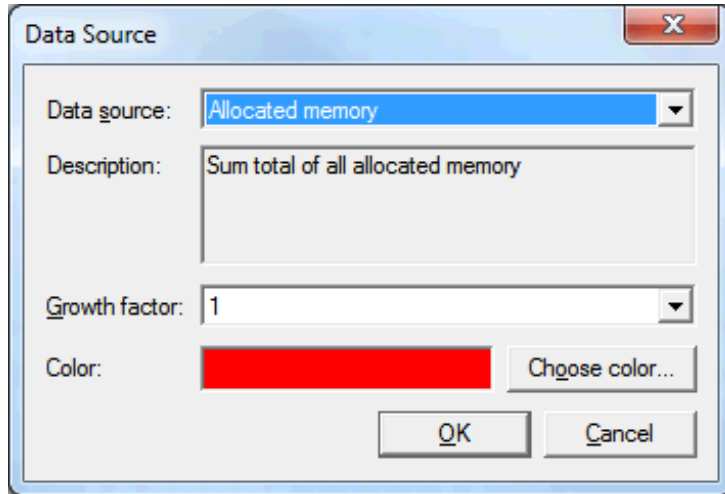 Data Source
Data source: Allocated memory
Description: Sum total of all allocated memory
Growth factor: 1
Color: Choose color...
OK Cancel